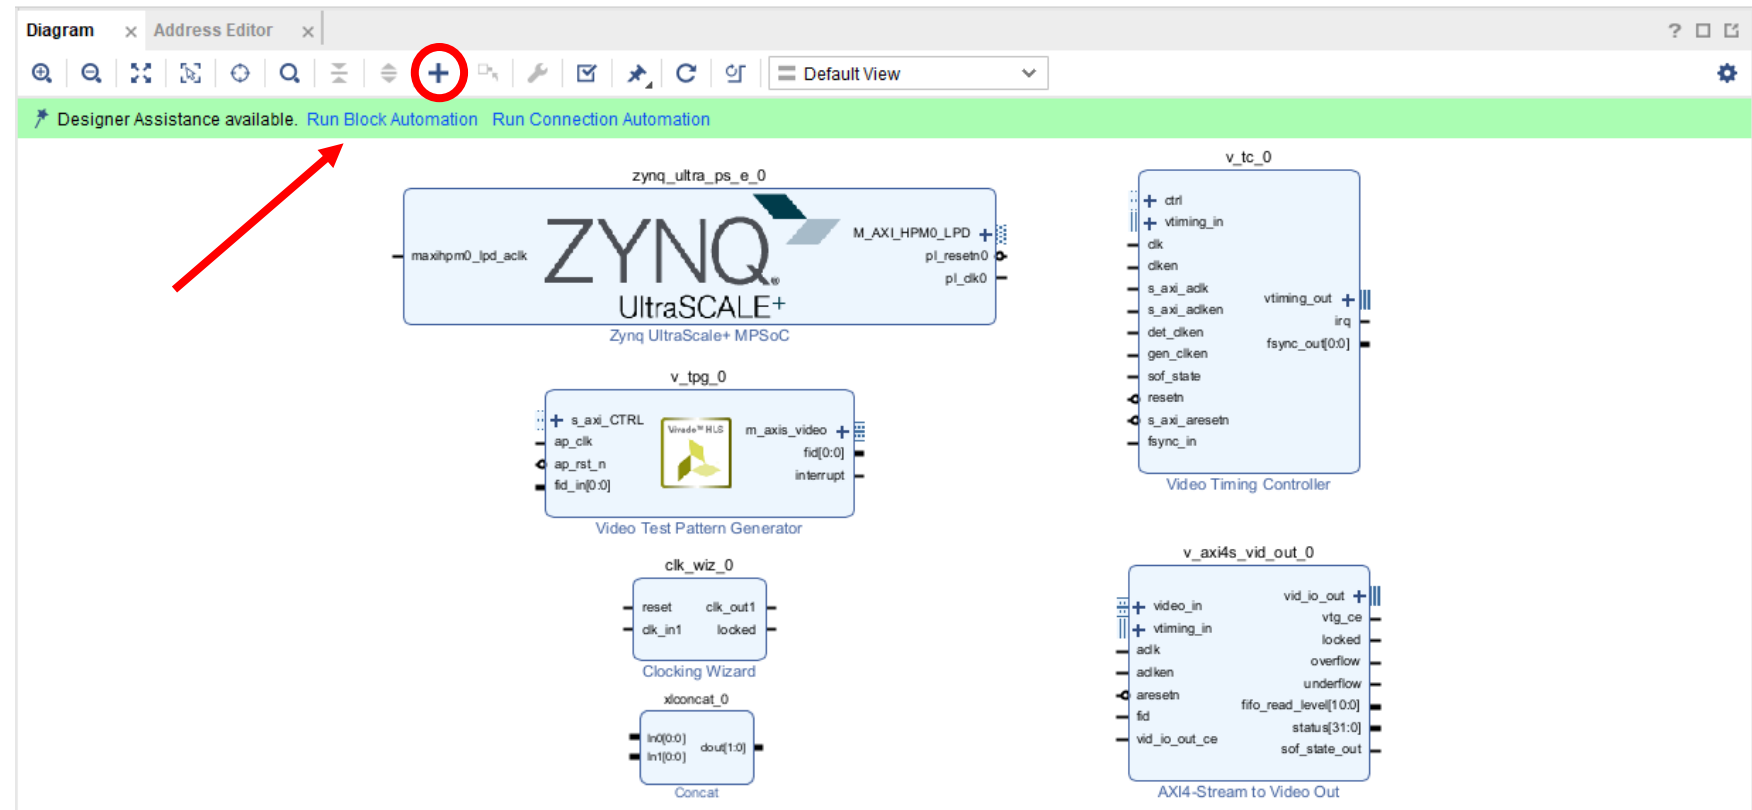 Diagram × Address Editor ×
?
Default View
Designer Assistance available. Run Block Automation Run Connection Automation
zynq_ultra_ps_e_0
maxihpm0_lpd_aclk
ZYNQ
UltraSCALE+
M_AXI_HPM0_LPD
pl_resetn0
pl_clk0
Zynq UltraScale+ MPSoC
v_tpg_0
s_axi_CTRL
ap_clk
ap_rst_n
fid_in[0:0]
Vivado™ HLS
m_axis_video
fid[0:0]
interrupt
Video Test Pattern Generator
clk_wiz_0
reset
clk_in1
clk_out1
locked
Clocking Wizard
xlconcat_0
In0[0:0]
In1[0:0]
dout[1:0]
Concat
v_tc_0
ctrl
vtiming_in
clk
clken
s_axi_aclk
s_axi_aclken
det_clken
gen_clken
sof_state
resetn
s_axi_aresetn
fsync_in
vtiming_out
irq
fsync_out[0:0]
Video Timing Controller
v_axi4s_vid_out_0
video_in
vtiming_in
aclk
aclken
aresetn
fid
vid_io_out_ce
vid_io_out
vtg_ce
locked
overflow
underflow
fifo_read_level[10:0]
status[31:0]
sof_state_out
AXI4-Stream to Video Out